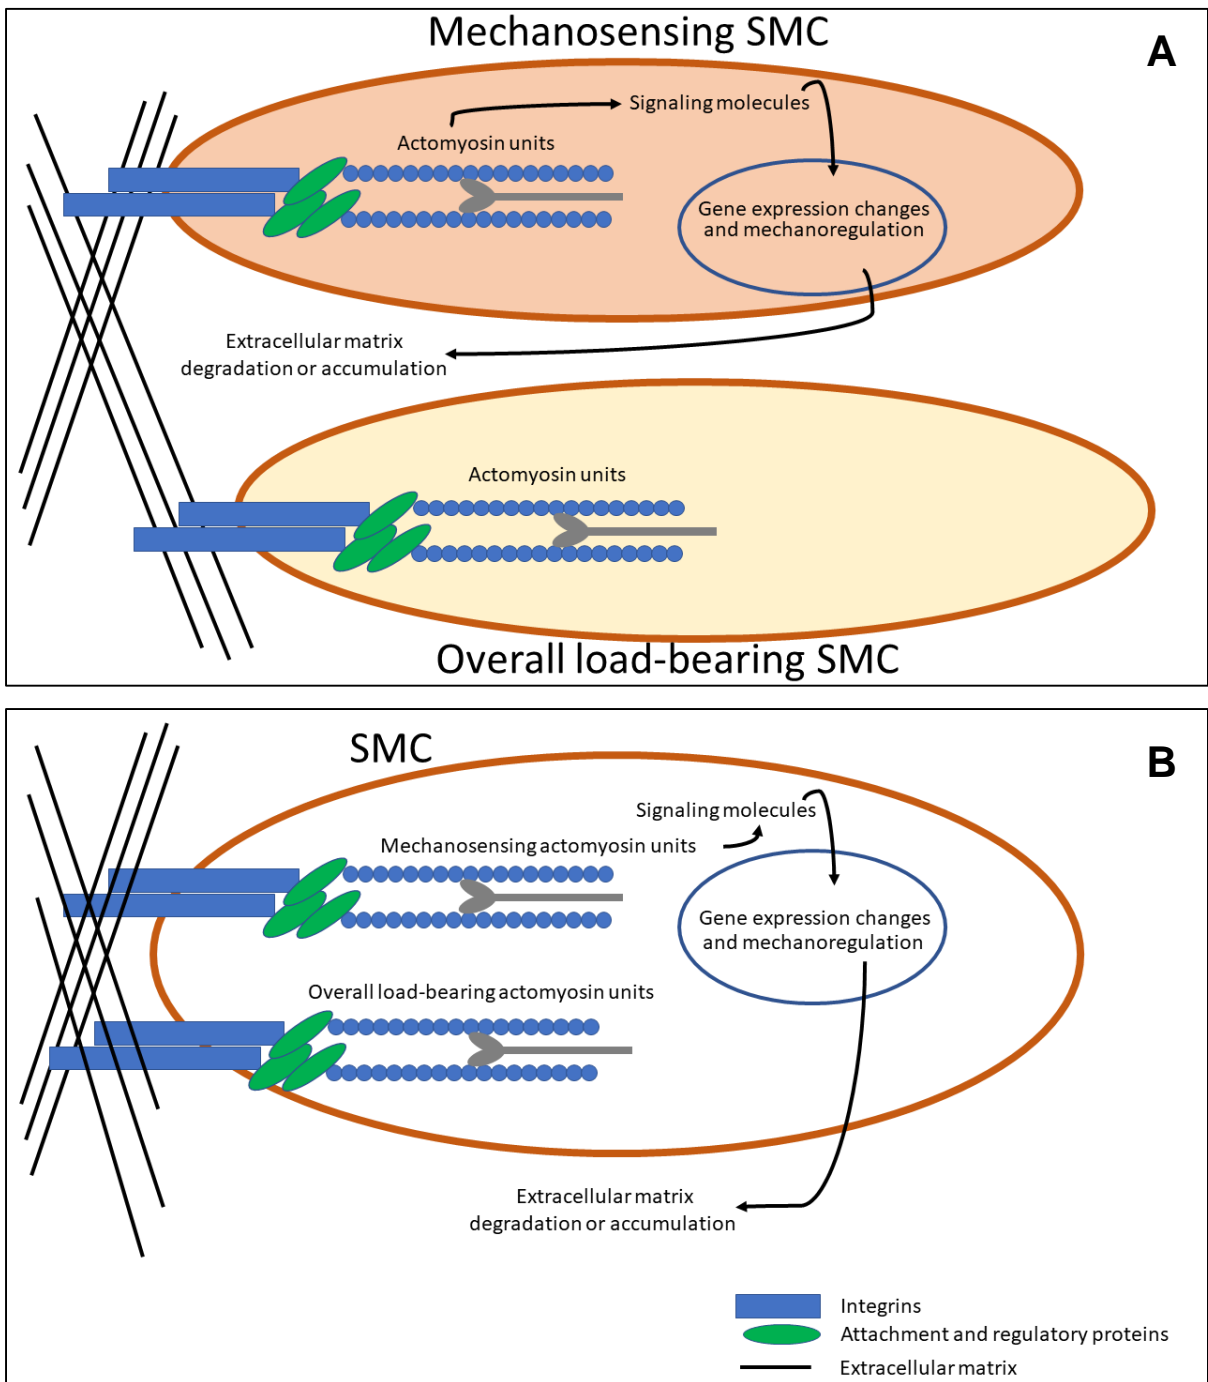 Mechanosensing SMC
A
Signaling molecules
Actomyosin units
Gene expression changes
and mechanoregulation
Extracellular matrix
degradation or accumulation
Actomyosin units
Overall load-bearing SMC
SMC
B
Signaling molecules
Mechanosensing actomyosin units
Gene expression changes
and mechanoregulation
Overall load-bearing actomyosin units
Extracellular matrix
degradation or accumulation
Integrins
Attachment and regulatory proteins
Extracellular matrix